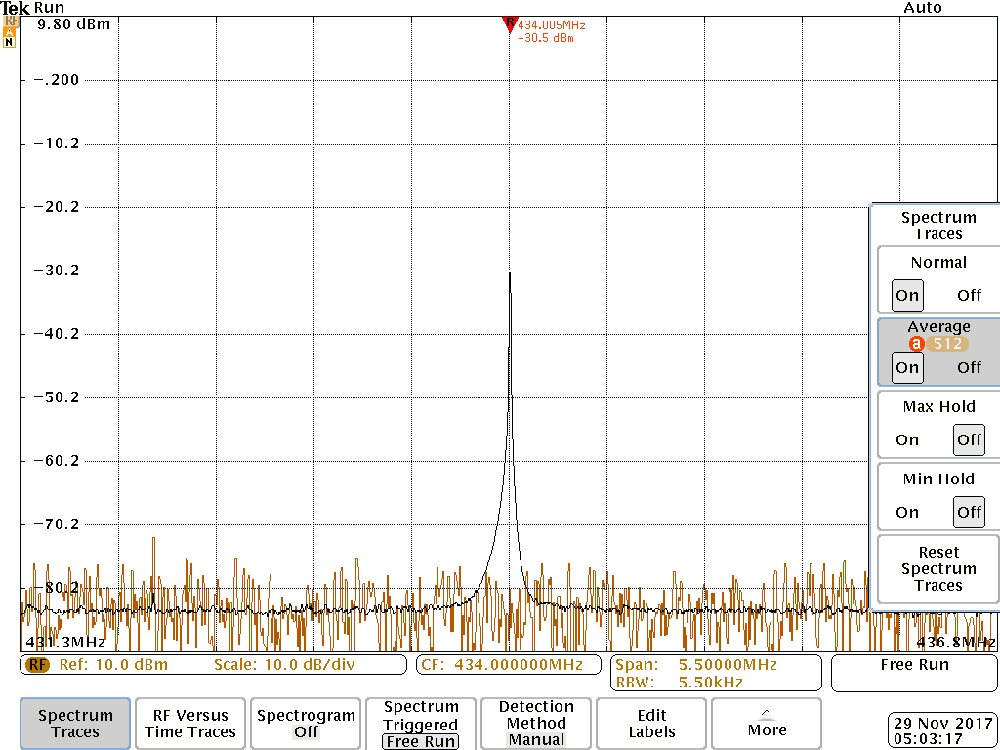 Tek Run
Auto
RF
A
N
9.80 dBm
R
434.005MHz
-30.5 dBm
-.200
-10.2
-20.2
-30.2
-40.2
-50.2
-60.2
-70.2
-80.2
431.3MHz
436.8MHz
Spectrum
Traces
Normal
On Off
Average
a 512
On Off
Max Hold
On Off
Min Hold
On Off
Reset
Spectrum
Traces
RF Ref: 10.0 dBm Scale: 10.0 dB/div
CF: 434.000000MHz
Span: 5.50000MHz
RBW: 5.50kHz
Free Run
Spectrum
Traces
RF Versus
Time Traces
Spectrogram
Off
Spectrum
Triggered
Free Run
Detection
Method
Manual
Edit
Labels
More
29 Nov 2017
05:03:17